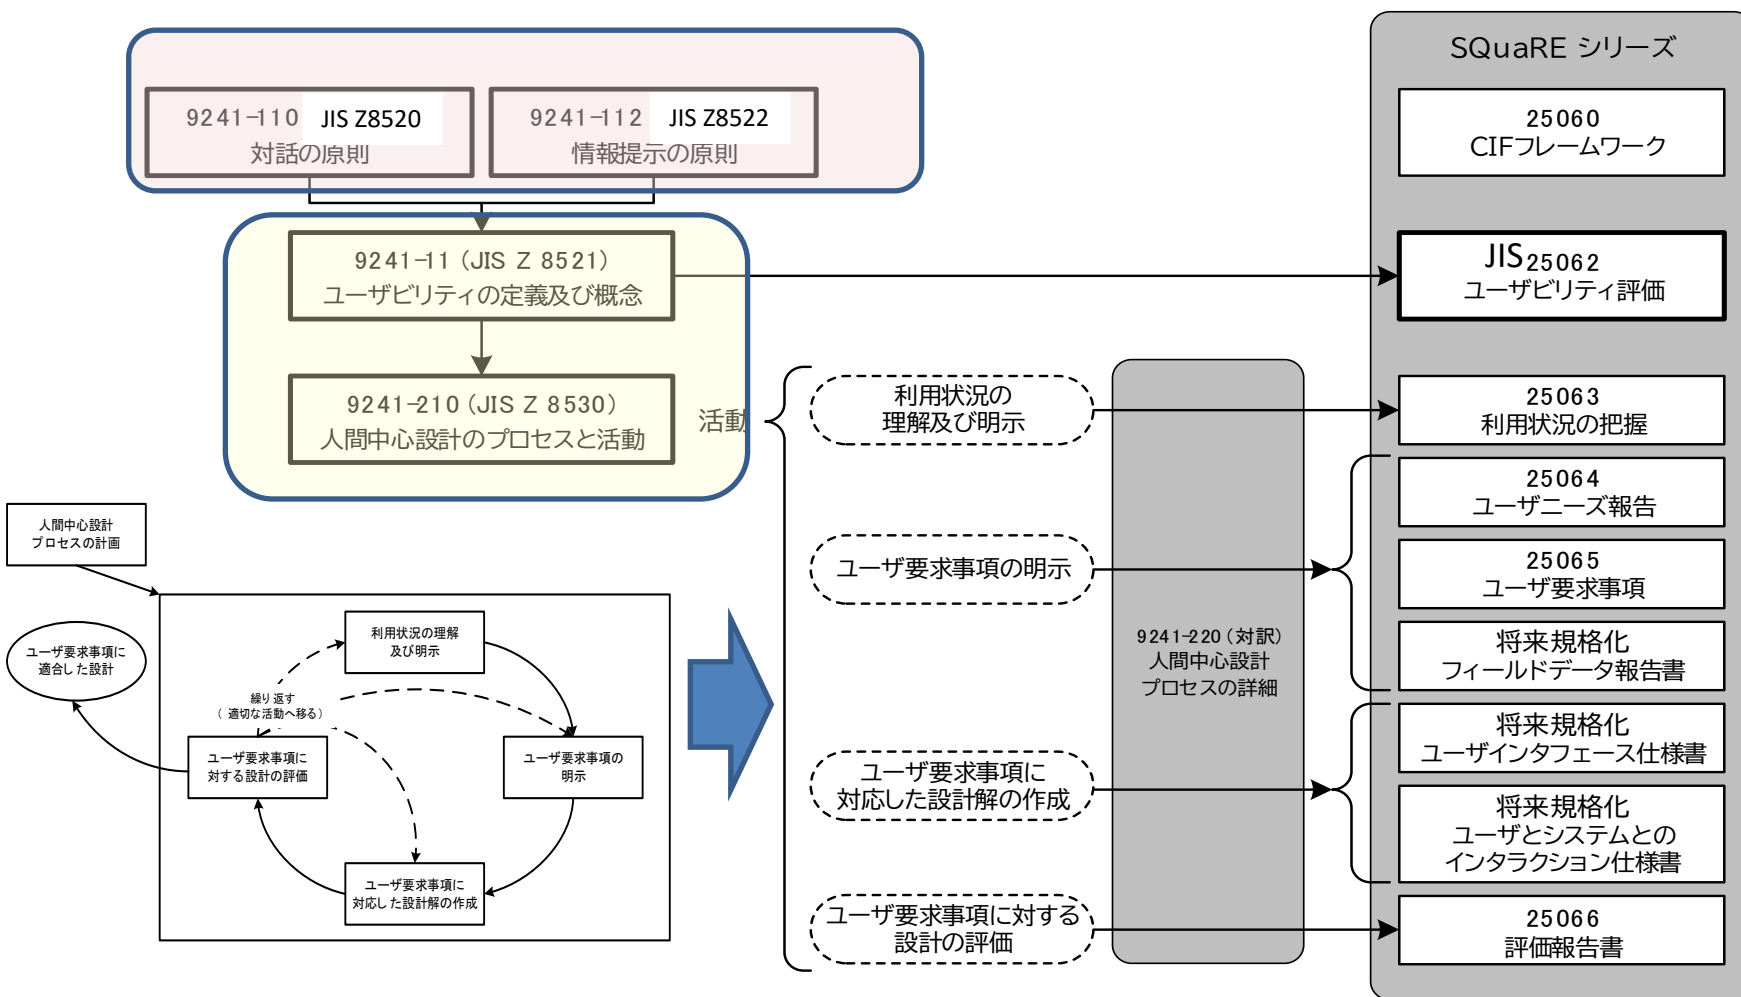 SQuaRE シリーズ
9241-110 JIS Z8520
対話の原則
9241-112 JIS Z8522
情報提示の原則
25060
CIFフレームワーク
9241-11（JIS Z 8521）
ユーザビリティの定義及び概念
JIS25062
ユーザビリティ評価
9241-210（JIS Z 8530）
人間中心設計のプロセスと活動
活動
利用状況の
理解及び明示
25063
利用状況の把握
25064
ユーザニーズ報告
ユーザ要求事項の明示
25065
ユーザ要求事項
9241-220（対訳）
人間中心設計
プロセスの詳細
将来規格化
フィールドデータ報告書
将来規格化
ユーザインタフェース仕様書
ユーザ要求事項に
対応した設計解の作成
将来規格化
ユーザとシステムとの
インタラクション仕様書
ユーザ要求事項に対する
設計の評価
25066
評価報告書
人間中心設計
プロセスの計画
利用状況の理解
及び明示
ユーザ要求事項に
適合した設計
繰り返す
（ 適切な活動へ移る）
ユーザ要求事項に
対する設計の評価
ユーザ要求事項の
明示
ユーザ要求事項に
対応した設計解の作成